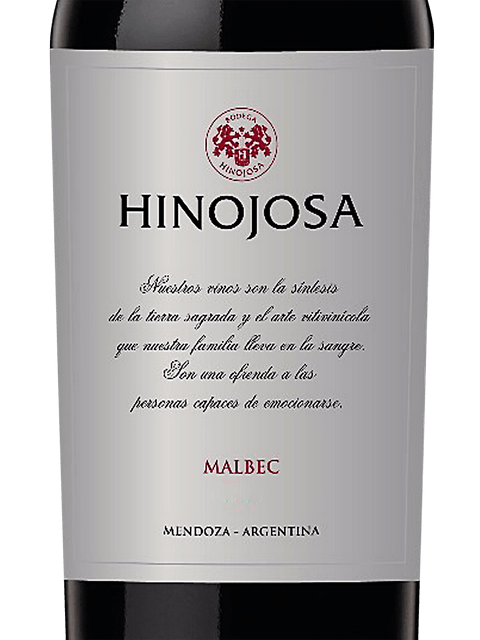 BODEGA
HINOJOSA
HINOJOSA
Nuestros vinos son la síntesis
de la tierra sagrada y el arte vitivinícola
que nuestra familia lleva en la sangre.
Son una ofrenda a las
personas capaces de emocionarse.
MALBEC
MENDOZA - ARGENTINA